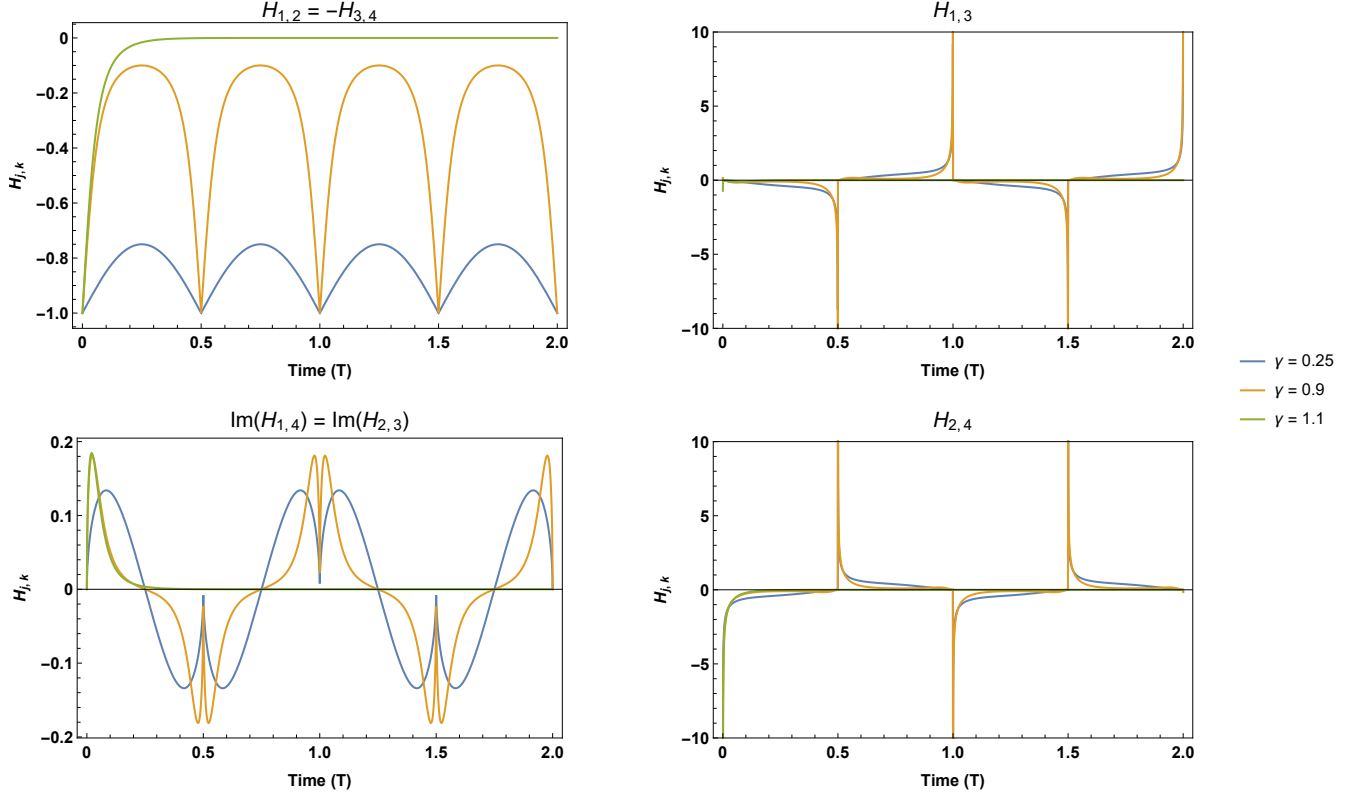 H1,2 = -H3,4
0
-0.2
-0.4
-0.6
-0.8
-1.0
Hj,k
0
0.5
1.0
1.5
2.0
Time (T)
H1,3
10
5
0
-5
-10
Hj,k
0
0.5
1.0
1.5
2.0
Time (T)
γ = 0.25
γ = 0.9
γ = 1.1
Im(H1,4) = Im(H2,3)
0.2
0.1
0
-0.1
-0.2
Hj,k
0
0.5
1.0
1.5
2.0
Time (T)
H2,4
10
5
0
-5
-10
Hj,k
0
0.5
1.0
1.5
2.0
Time (T)